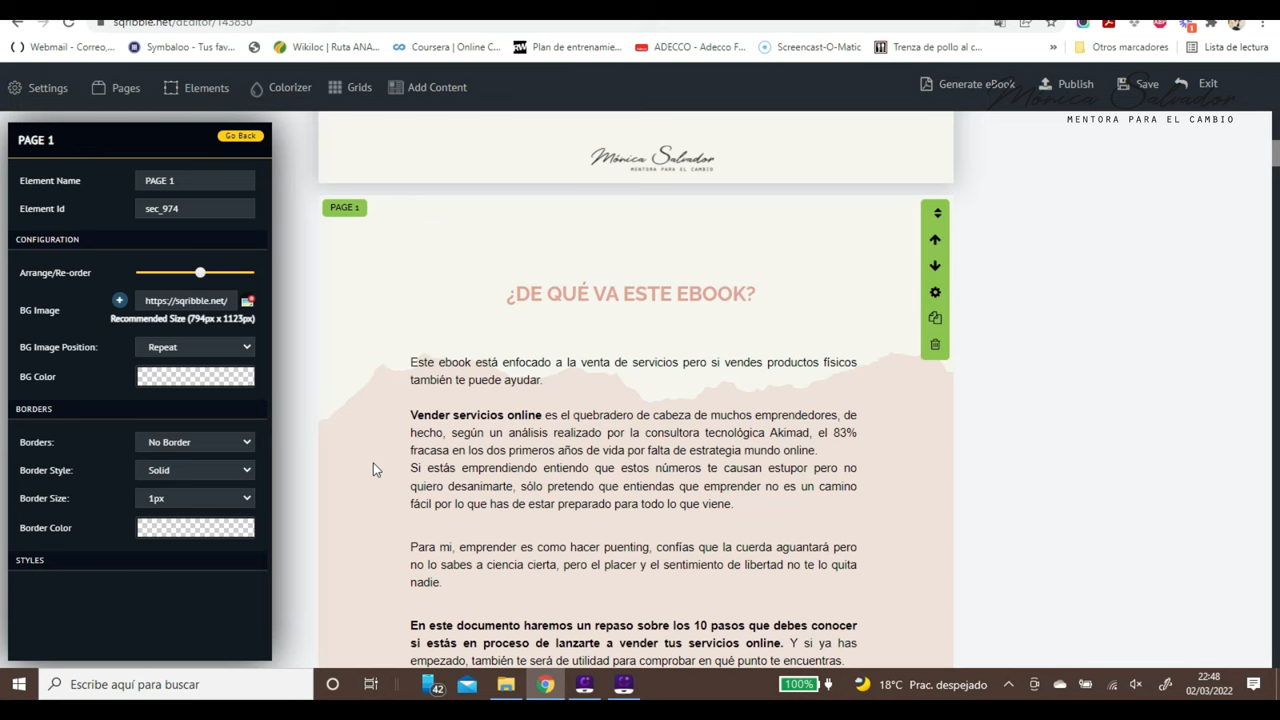 sqribble.net/dEditor/143830
Webmail - Correo,...
Symbaloo - Tus fav...
Wikiloc | Ruta ANA...
Coursera | Online C...
RW Plan de entrenamie...
ADECCO - Adecco F...
Screencast-O-Matic
Trenza de pollo al c...
»
Otros marcadores
Lista de lectura
Settings
Pages
Elements
Colorizer
Grids
Add Content
Generate eBook
Publish
Save
Exit
Mónica Salvador
MENTORA PARA EL CAMBIO
PAGE 1
Go Back
Element Name
PAGE 1
Element Id
sec_974
CONFIGURATION
Arrange/Re-order
BG Image
https://sqribble.net/
Recommended Size (794px x 1123px)
BG Image Position:
Repeat
BG Color
BORDERS
Borders:
No Border
Border Style:
Solid
Border Size:
1px
Border Color
STYLES
Mónica Salvador
MENTORA PARA EL CAMBIO
PAGE 1
¿DE QUÉ VA ESTE EBOOK?
Este ebook está enfocado a la venta de servicios pero si vendes productos físicos
también te puede ayudar.
Vender servicios online es el quebradero de cabeza de muchos emprendedores, de
hecho, según un análisis realizado por la consultora tecnológica Akimad, el 83%
fracasa en los dos primeros años de vida por falta de estrategia mundo online.
Si estás emprendiendo entiendo que estos números te causan estupor pero no
quiero desanimarte, sólo pretendo que entiendas que emprender no es un camino
fácil por lo que has de estar preparado para todo lo que viene.
Para mi, emprender es como hacer puenting, confías que la cuerda aguantará pero
no lo sabes a ciencia cierta, pero el placer y el sentimiento de libertad no te lo quita
nadie.
En este documento haremos un repaso sobre los 10 pasos que debes conocer
si estás en proceso de lanzarte a vender tus servicios online. Y si ya has
empezado, también te será de utilidad para comprobar en qué punto te encuentras.
Escribe aquí para buscar
42
100%
18°C Prac. despejado
22:48
02/03/2022